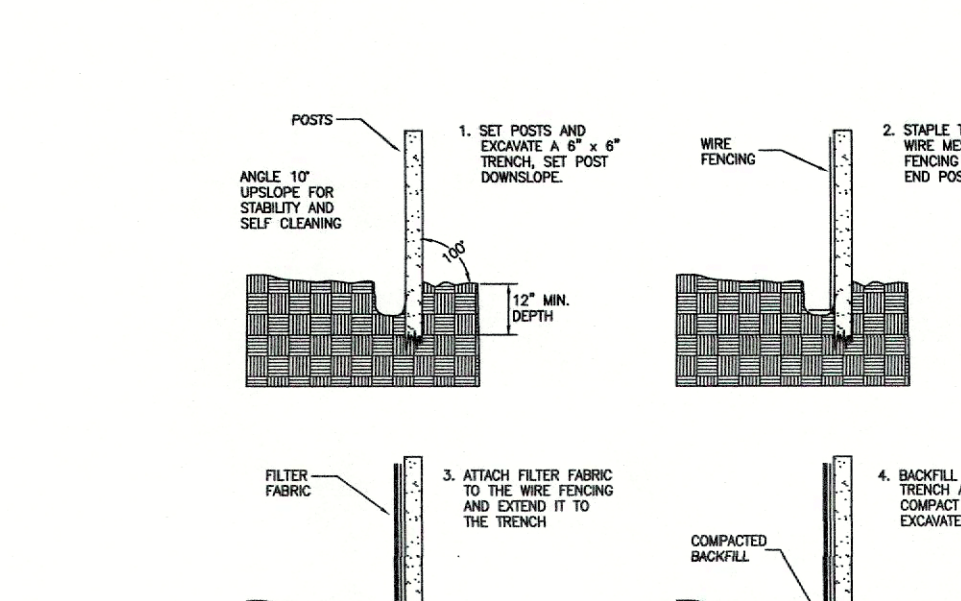 POSTS
1. SET POSTS AND
EXCAVATE A 6" x 6"
TRENCH, SET POST
DOWNSLOPE.
ANGLE 10°
UPSLOPE FOR
STABILITY AND
SELF CLEANING
100°
12" MIN.
DEPTH
WIRE
FENCING
2. STAPLE
WIRE
FENCING
END
FILTER
FABRIC
3. ATTACH FILTER FABRIC
TO THE WIRE FENCING
AND EXTEND IT TO
THE TRENCH
COMPACTED
BACKFILL
4. BACKFILL
TRENCH
COMPACT
EXCAVATE